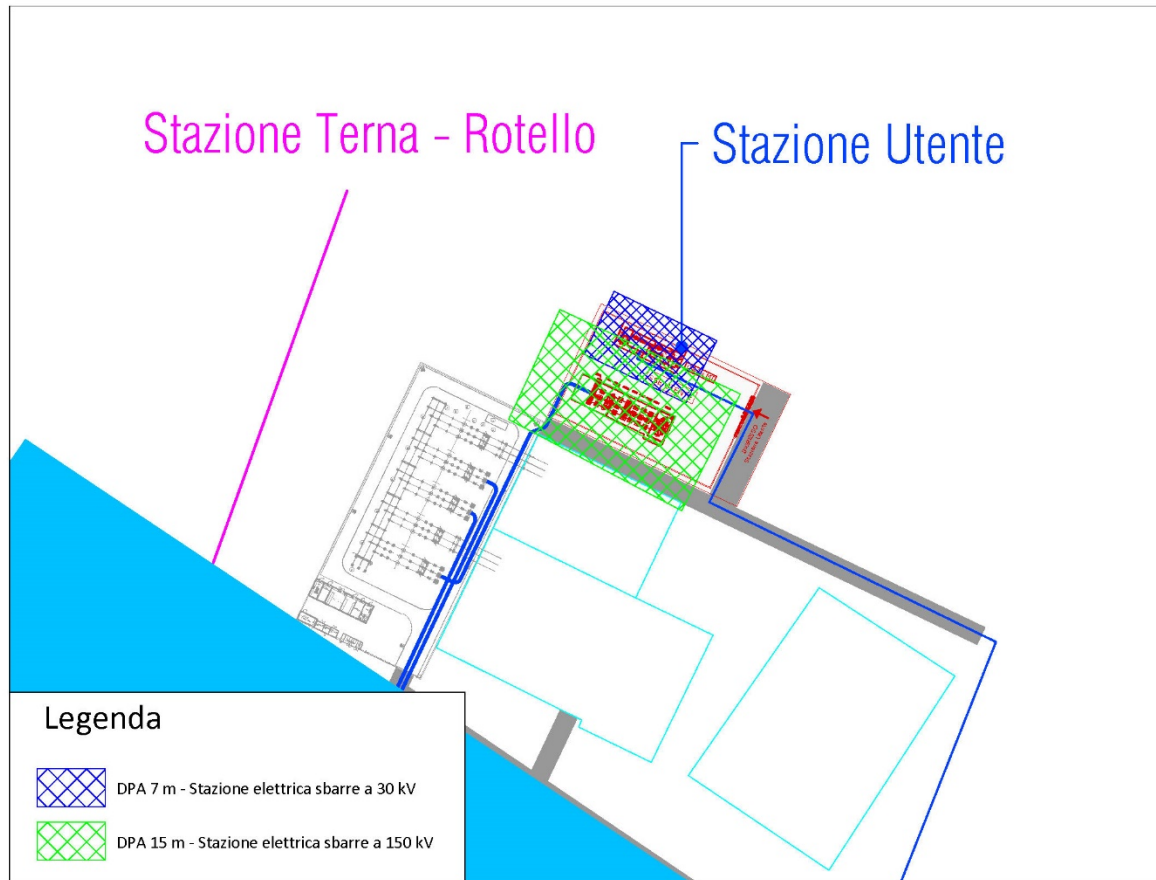 Stazione Terna - Rotello
Stazione Utente
Legenda
DPA 7 m - Stazione elettrica sbarre a 30 kV
DPA 15 m - Stazione elettrica sbarre a 150 kV